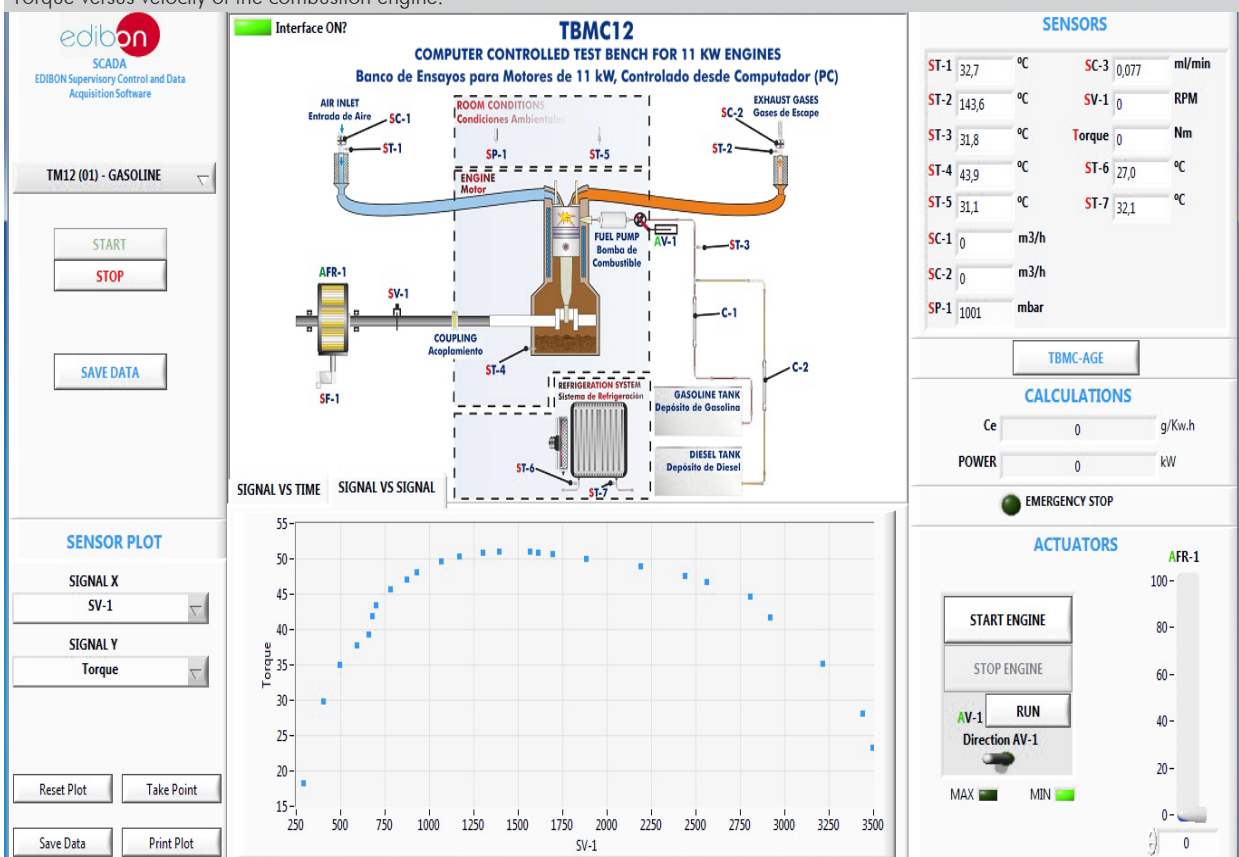 Torque versus velocity of the combustion engine.
edibon
SCADA
EDIBON Supervisory Control and Data
Acquisition Software
TM12 (01) - GASOLINE
START
STOP
SAVE DATA
SENSOR PLOT
SIGNAL X
SV-1
SIGNAL Y
Torque
Reset Plot
Take Point
Save Data
Print Plot
Interface ON?
TBMC12
COMPUTER CONTROLLED TEST BENCH FOR 11 KW ENGINES
Banco de Ensayos para Motores de 11 kW, Controlado desde Computador (PC)
AIR INLET
Entrada de Aire
SC-1
ST-1
ROOM CONDITIONS
Condiciones Ambientales
SP-1
ST-5
EXHAUST GASES
Gases de Escape
SC-2
ST-2
ENGINE
Motor
FUEL PUMP
Bomba de
Combustible
AV-1
ST-3
AFR-1
SV-1
C-1
COUPLING
Acoplamiento
ST-4
SF-1
C-2
REFRIGERATION SYSTEM
Sistema de Refrigeración
GASOLINE TANK
Depósito de Gasolina
DIESEL TANK
Depósito de Diesel
ST-6
ST-7
SIGNAL VS TIME
SIGNAL VS SIGNAL
55
50
45
40
35
30
25
20
15
Torque
250 500 750 1000 1250 1500 1750 2000 2250 2500 2750 3000 3250 3500
SV-1
SENSORS
ST-1 32,7 ºC SC-3 0,077 ml/min
ST-2 143,6 ºC SV-1 0 RPM
ST-3 31,8 ºC Torque 0 Nm
ST-4 43,9 ºC ST-6 27,0 ºC
ST-5 31,1 ºC ST-7 32,1 ºC
SC-1 0 m3/h
SC-2 0 m3/h
SP-1 1001 mbar
TBMC-AGE
CALCULATIONS
Ce 0 g/Kw.h
POWER 0 kW
EMERGENCY STOP
ACTUATORS
START ENGINE
STOP ENGINE
AV-1 RUN
Direction AV-1
MAX MIN
AFR-1
100
80
60
40
20
0
0